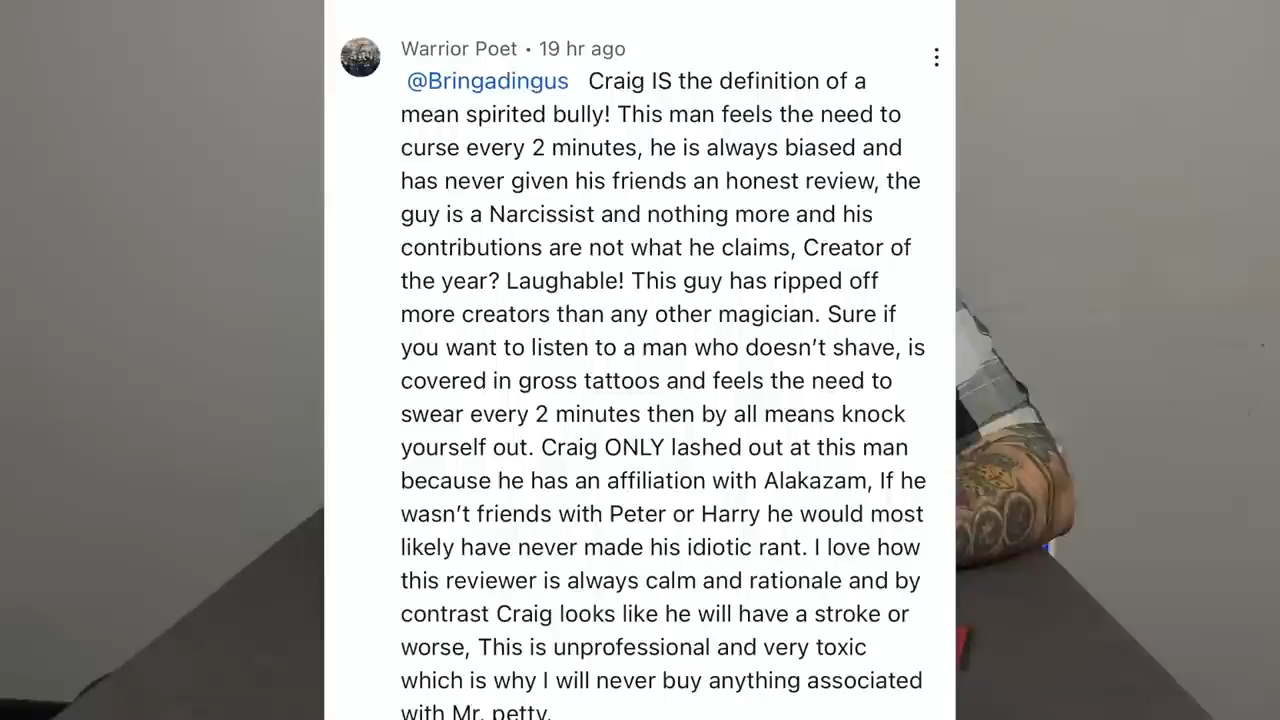 Warrior Poet • 19 hr ago
@Bringadingus Craig IS the definition of a
mean spirited bully! This man feels the need to
curse every 2 minutes, he is always biased and
has never given his friends an honest review, the
guy is a Narcissist and nothing more and his
contributions are not what he claims, Creator of
the year? Laughable! This guy has ripped off
more creators than any other magician. Sure if
you want to listen to a man who doesn’t shave, is
covered in gross tattoos and feels the need to
swear every 2 minutes then by all means knock
yourself out. Craig ONLY lashed out at this man
because he has an affiliation with Alakazam, If he
wasn’t friends with Peter or Harry he would most
likely have never made his idiotic rant. I love how
this reviewer is always calm and rationale and by
contrast Craig looks like he will have a stroke or
worse, This is unprofessional and very toxic
which is why I will never buy anything associated
with Mr. petty.